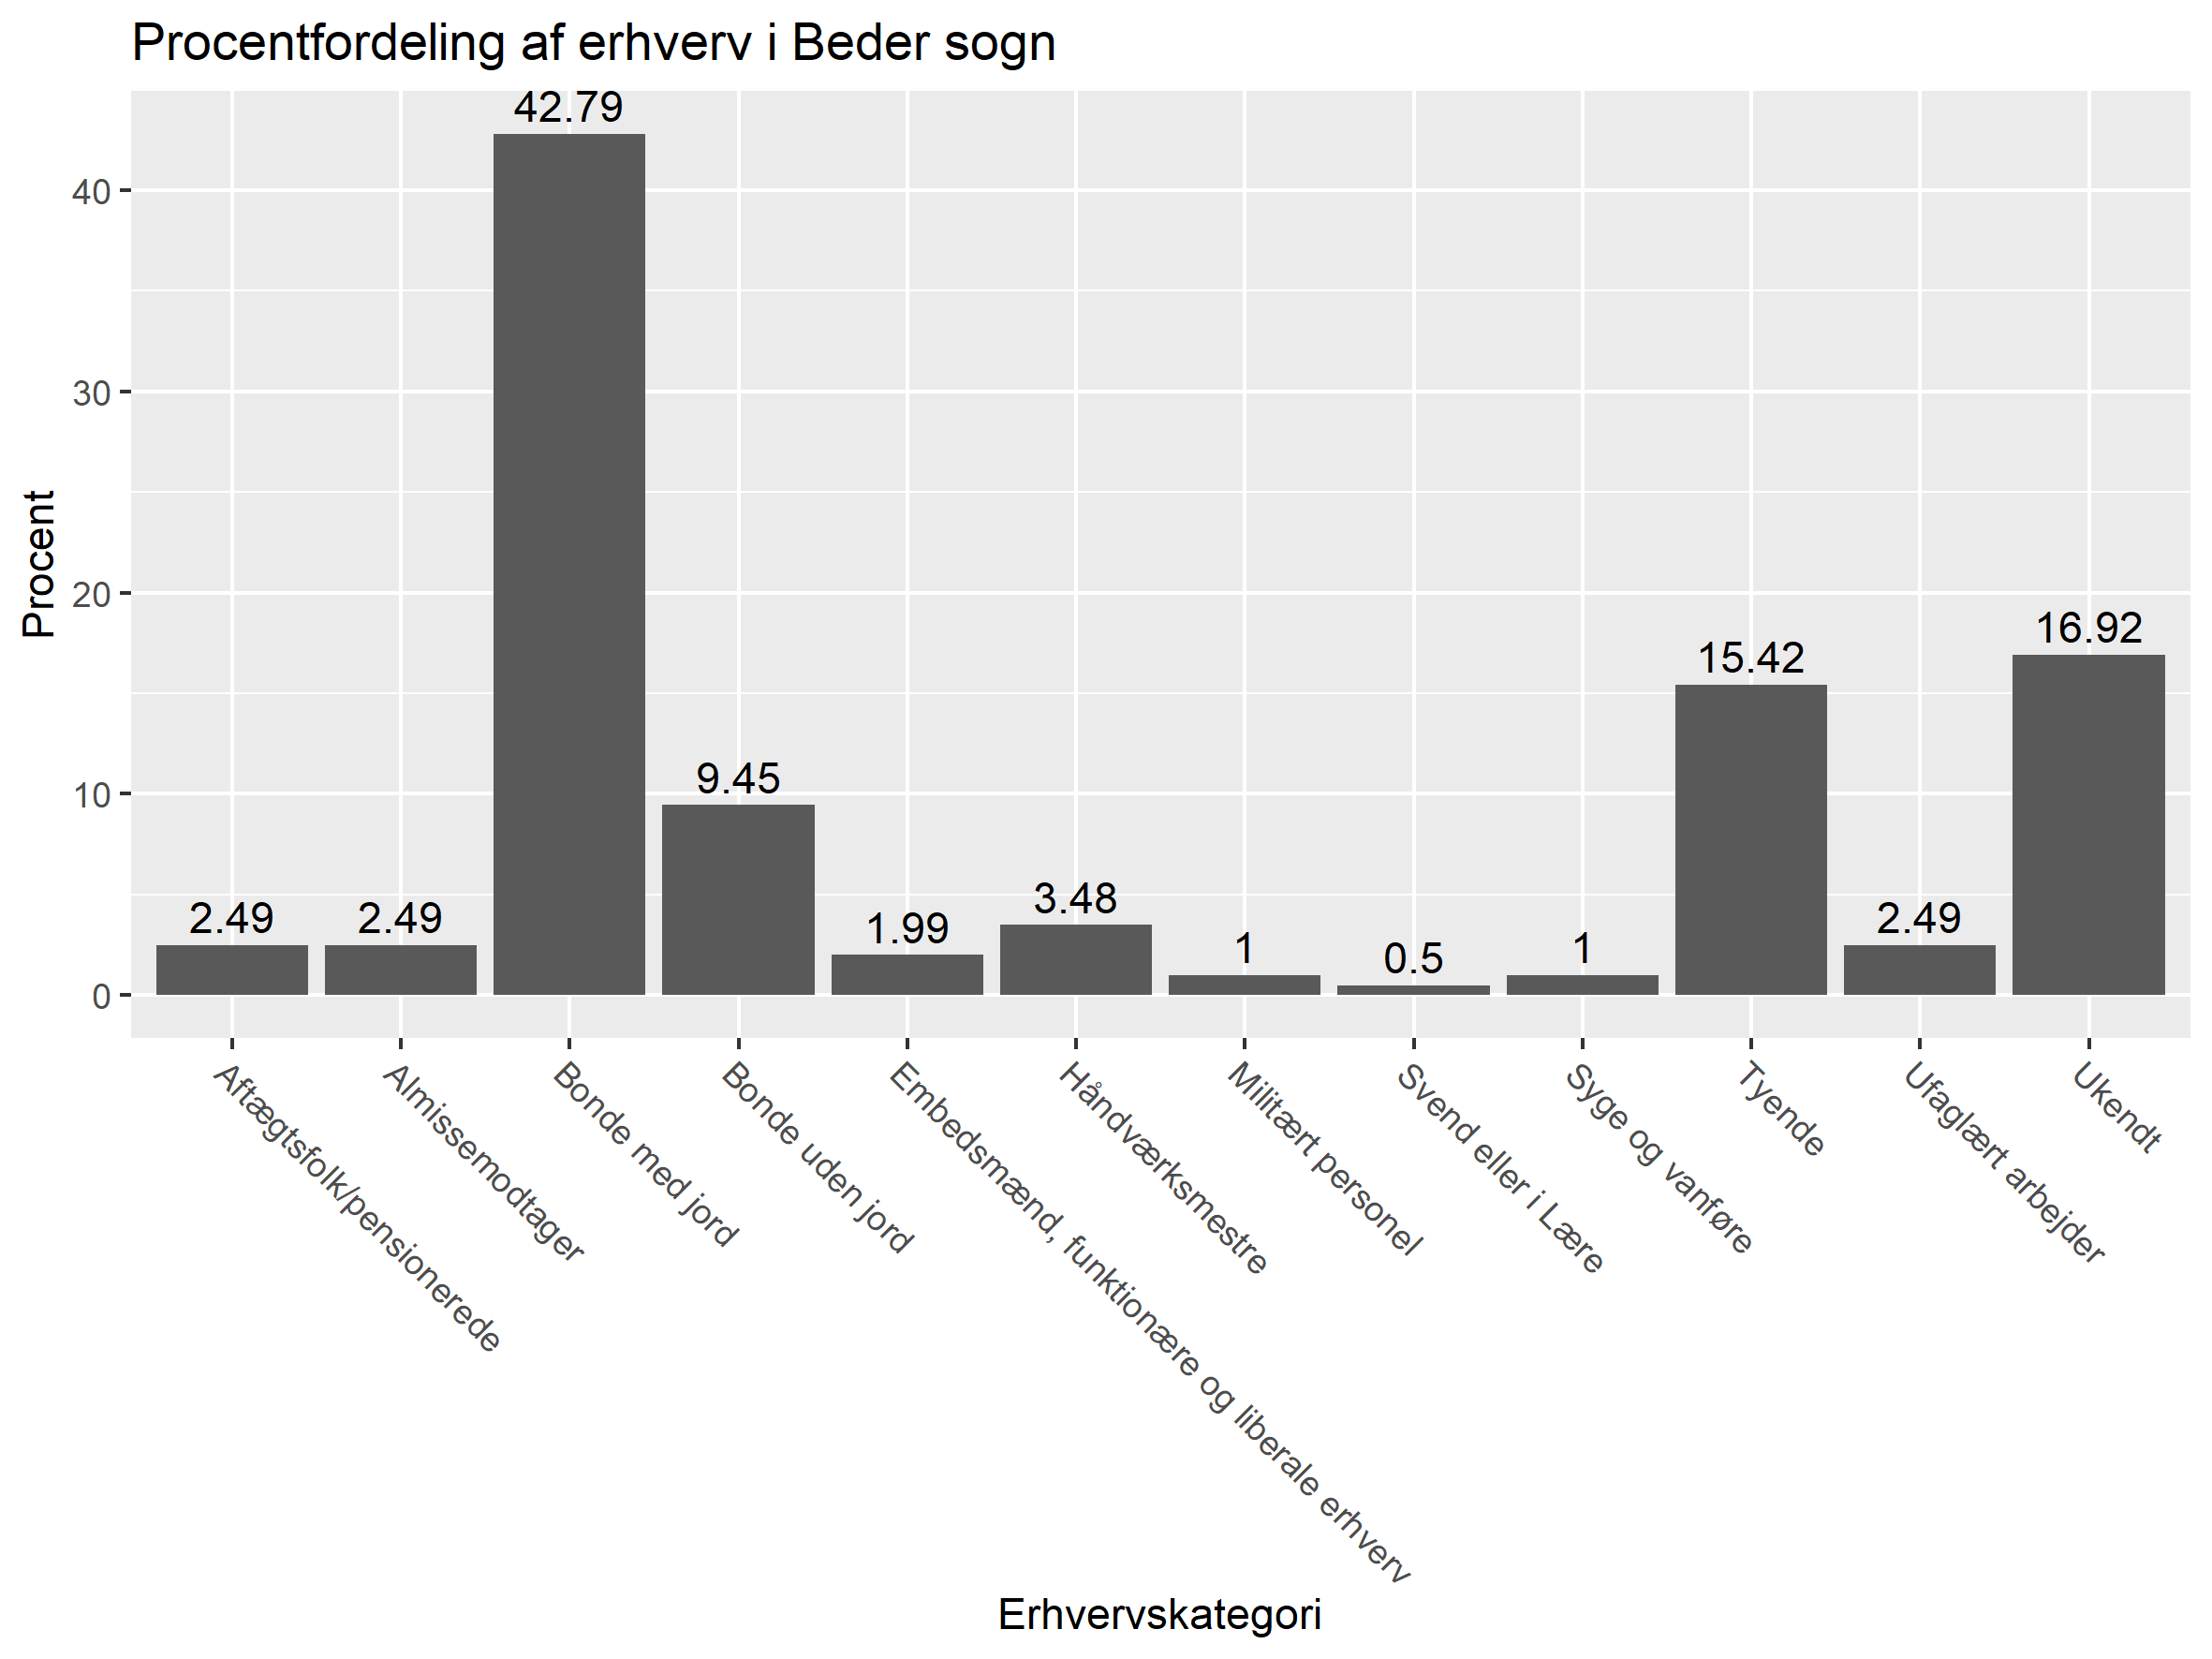 Procentfordeling af erhverv i Beder sogn
Procent
40
30
20
10
0
2.49
2.49
42.79
9.45
1.99
3.48
1
0.5
1
15.42
2.49
16.92
Aftægtsfolk/pensionerede
Almissemodtager
Bonde med jord
Bonde uden jord
Embedsmænd, funktionære og liberale erhverv
Håndværksmestre
Militært personel
Svend eller i Lære
Syge og vanføre
Tyende
Ufaglært arbejder
Ukendt
Erhvervskategori